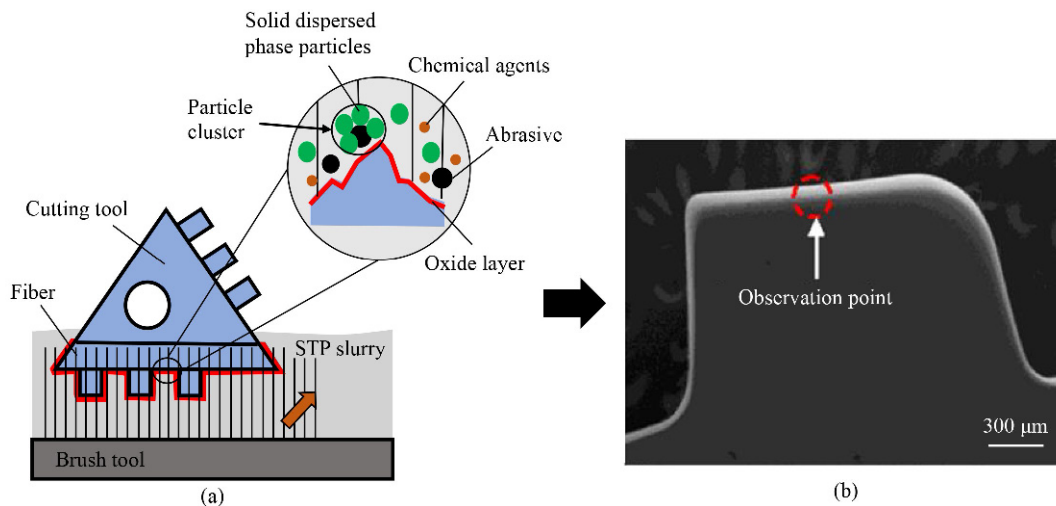 Solid dispersed
phase particles
Chemical agents
Particle
cluster
Abrasive
Cutting tool
Oxide layer
Fiber
STP slurry
Brush tool
(a)
Observation point
300 μm
(b)